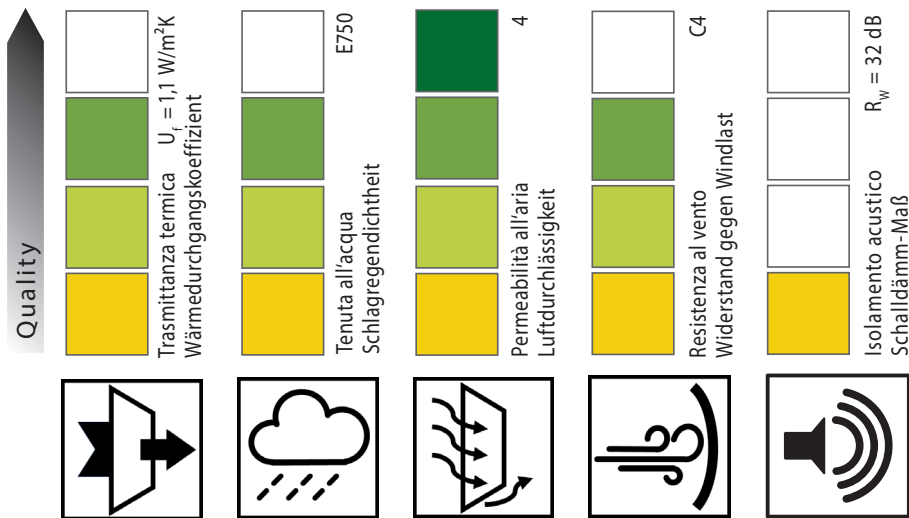 Quality
Trasmittanza termica
Wärmedurchgangskoeffizient
U_f = 1,1 W/m²K
Tenuta all'acqua
Schlagregendichtheit
E750
Permeabilità all'aria
Luftdurchlässigkeit
4
Resistenza al vento
Widerstand gegen Windlast
C4
Isolamento acustico
Schalldämm-Maß
R_w = 32 dB